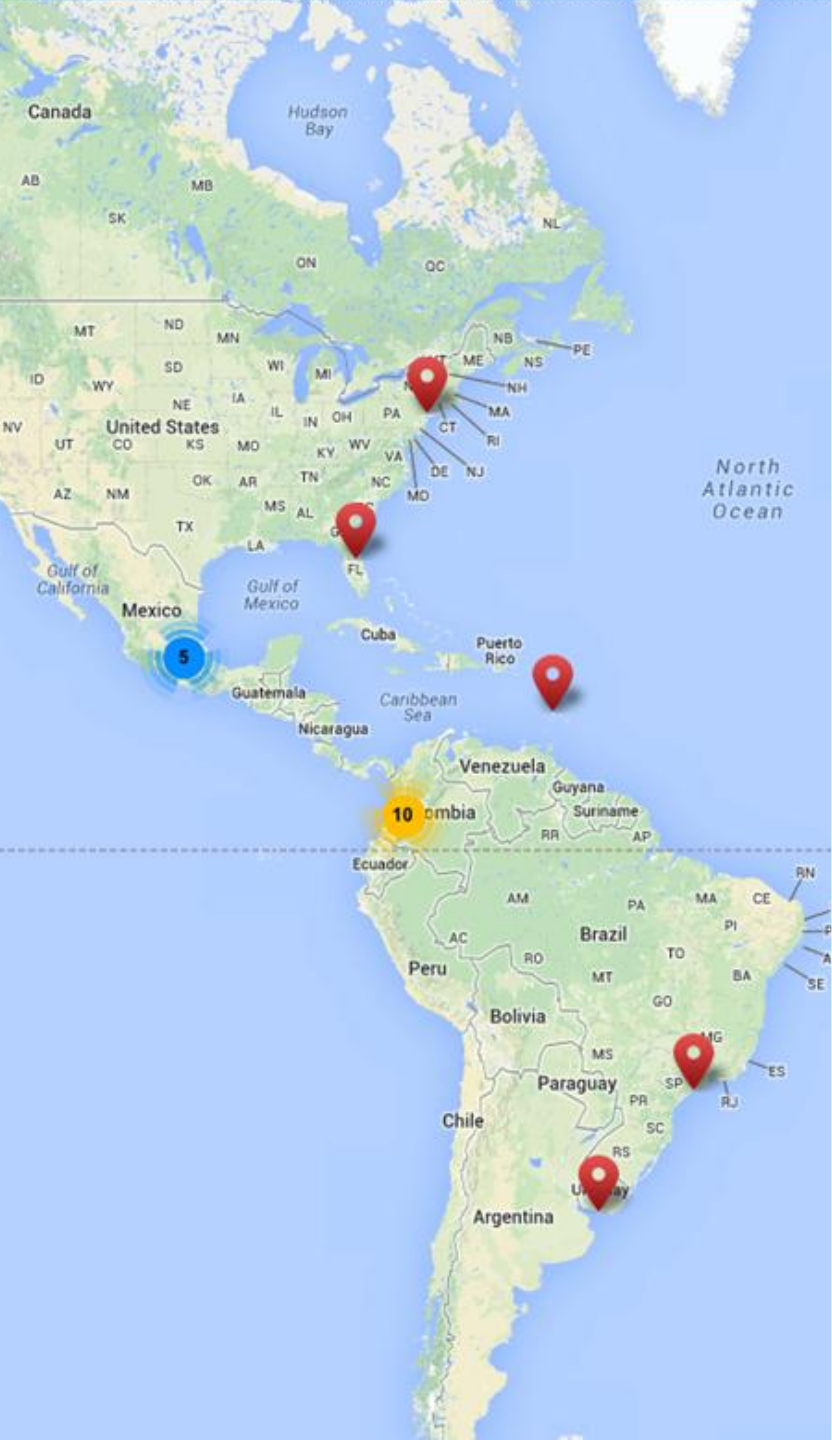 Canada
Hudson
Bay
AB
MB
SK
NL
ON
QC
MT
ND
MN
NB
PE
ID
WY
SD
WI
MI
ME
NS
NH
NE
IA
IL
IN
OH
PA
MA
NV
United States
CT
RI
UT
CO
KS
MO
KY
WV
VA
DE
NJ
AZ
NM
OK
AR
TN
NC
MD
North
Atlantic
Ocean
TX
MS
AL
LA
FL
Gulf of
California
Gulf of
Mexico
Mexico
Cuba
Puerto
Rico
5
Guatemala
Caribbean
Sea
Nicaragua
Venezuela
Guyana
Suriname
10
ombia
RR
AP
Ecuador
RN
AM
PA
MA
CE
PI
Brazil
AC
RO
TO
Peru
MT
BA
SE
GO
Bolivia
MG
MS
ES
Paraguay
SP
RJ
PR
Chile
SC
RS
Uruguay
Argentina